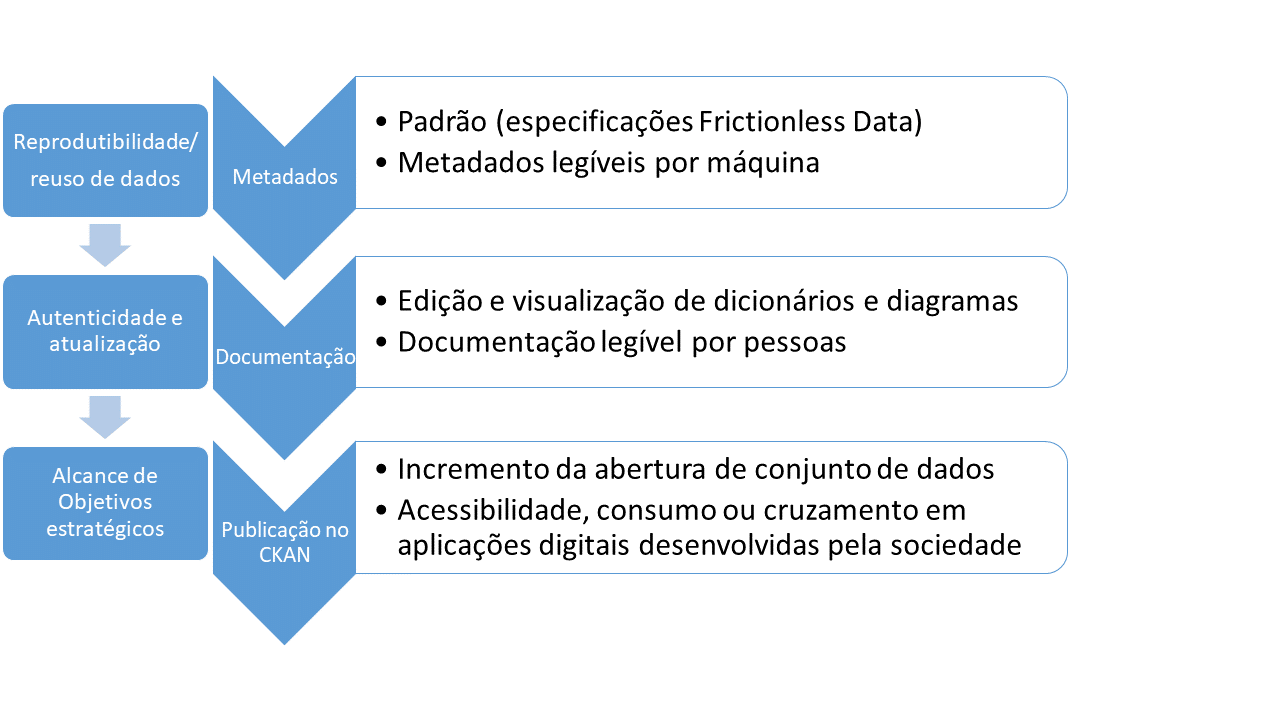 Reprodutibilidade/
reuso de dados
Metadados
• Padrão (especificações Frictionless Data)
• Metadados legíveis por máquina
Autenticidade e
atualização
Documentação
• Edição e visualização de dicionários e diagramas
• Documentação legível por pessoas
Alcance de
Objetivos
estratégicos
Publicação no
CKAN
• Incremento da abertura de conjunto de dados
• Acessibilidade, consumo ou cruzamento em
aplicações digitais desenvolvidas pela sociedade